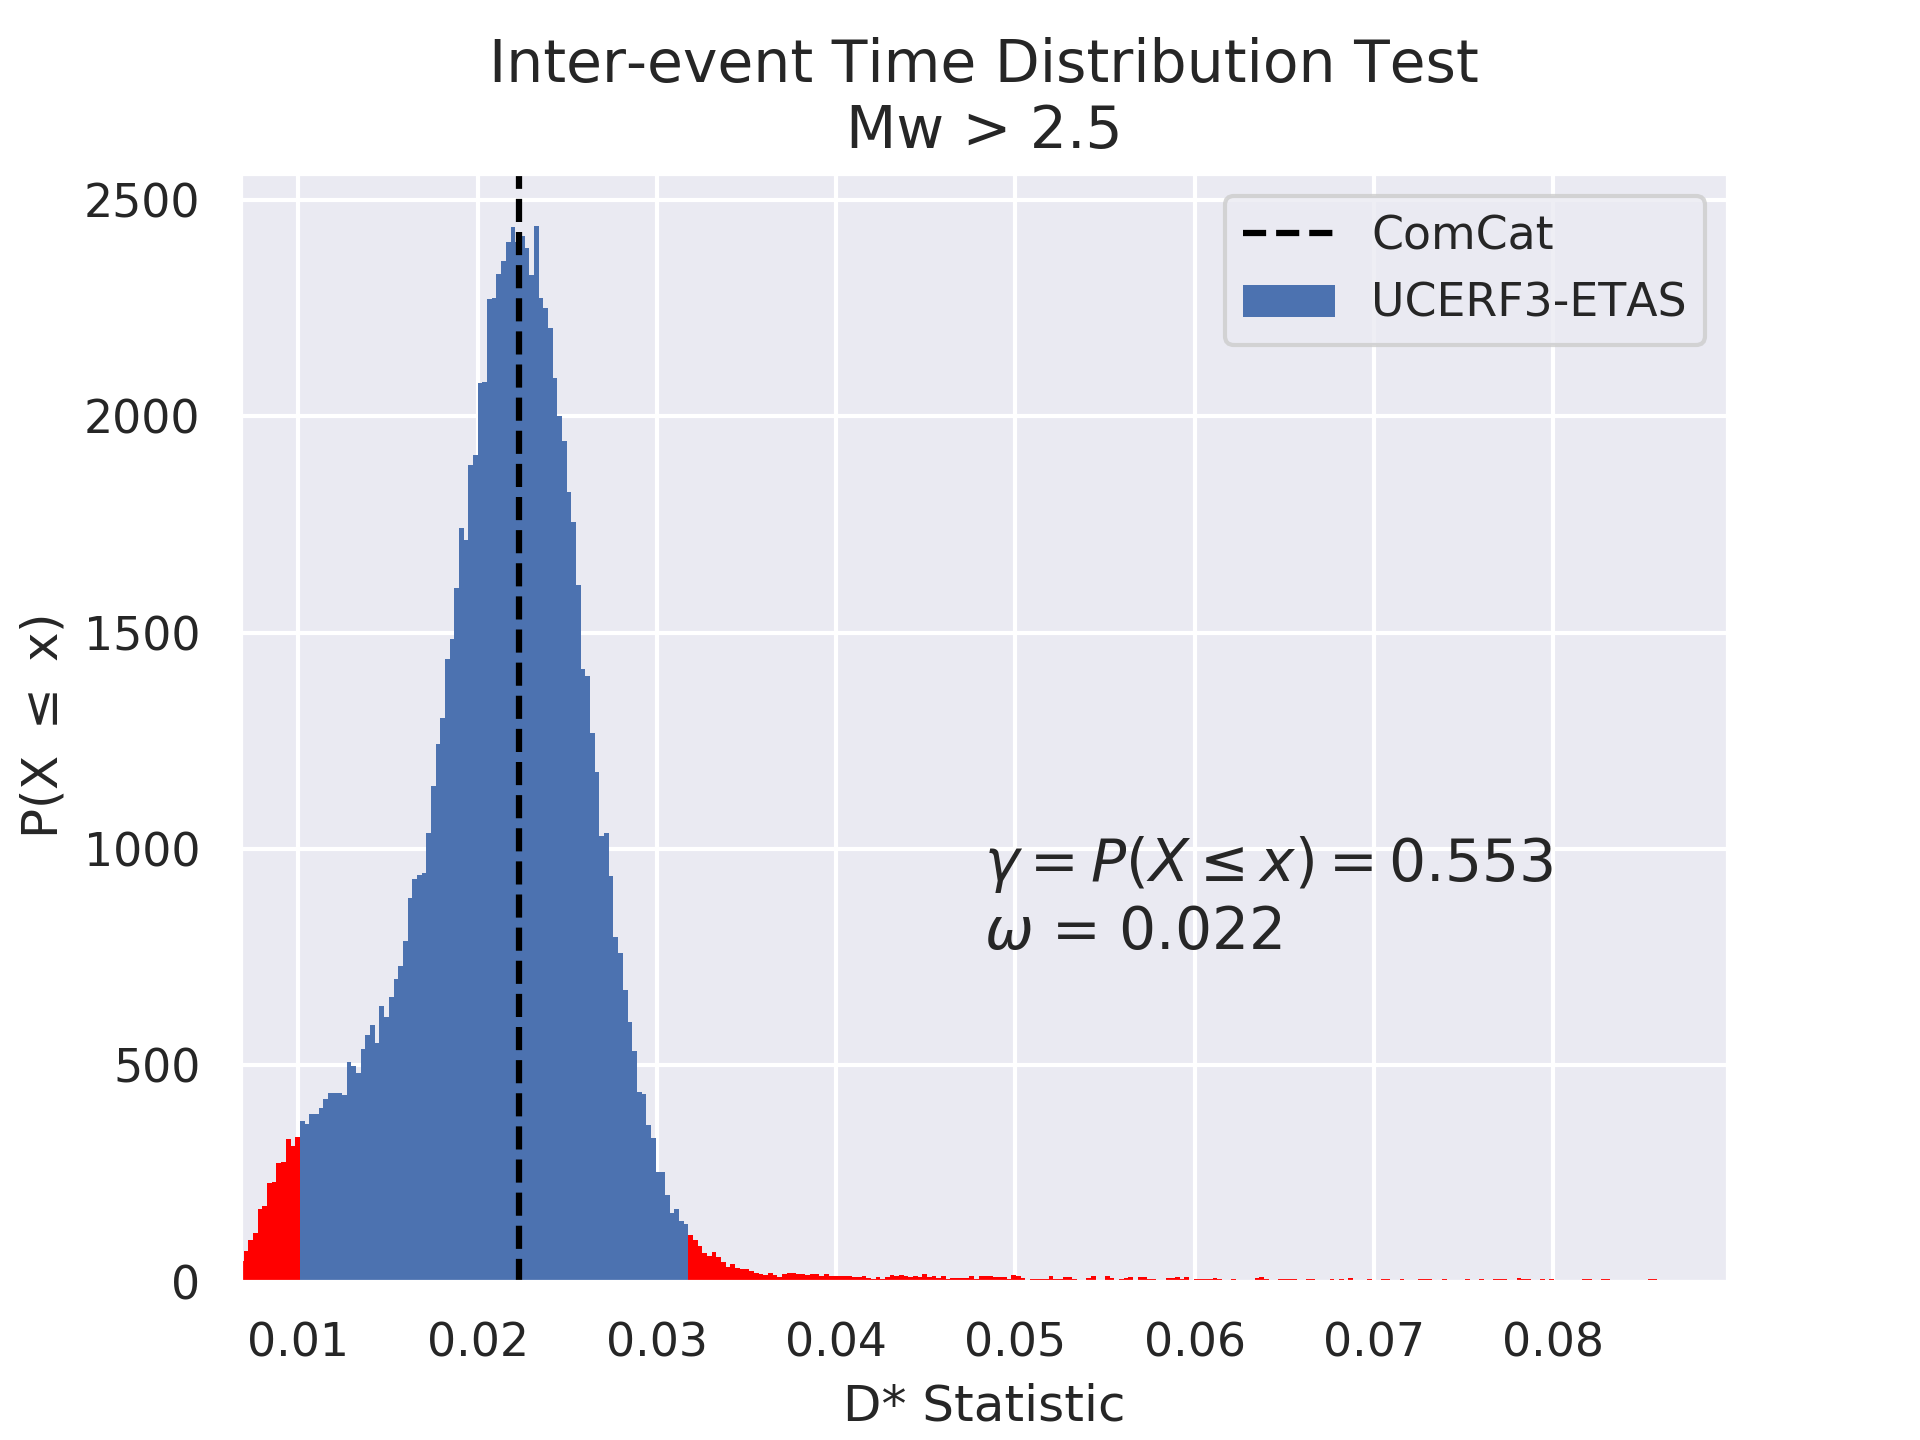 Inter-event Time Distribution Test
Mw > 2.5
2500
2000
1500
1000
500
0
P(X ≤ x)
ComCat
UCERF3-ETAS
γ = P(X ≤ x) = 0.553
ω = 0.022
0.01 0.02 0.03 0.04 0.05 0.06 0.07 0.08
D* Statistic